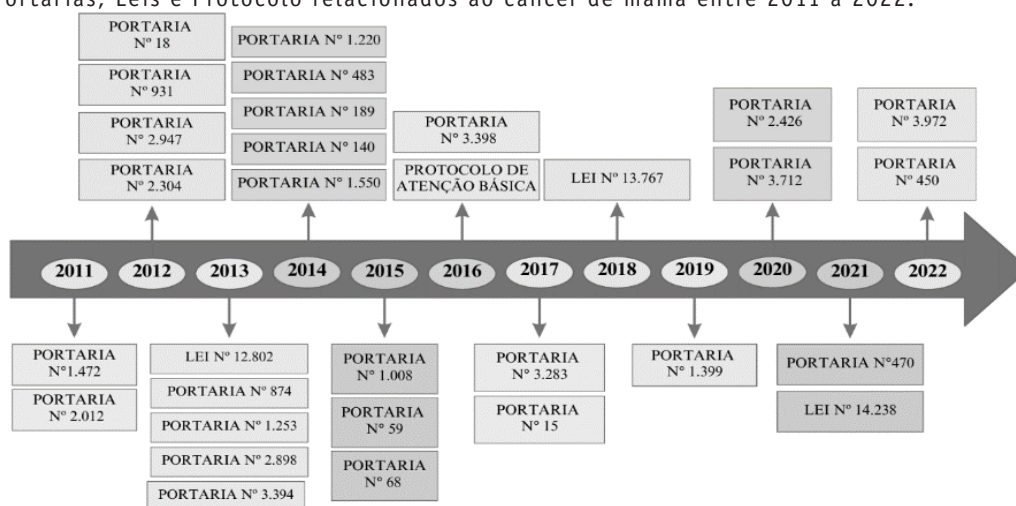 ortarias, Leis e Protocolo relacionados ao câncer de mama entre 2011 a 2022.
PORTARIA
Nº 18
PORTARIA
Nº 931
PORTARIA
Nº 2.947
PORTARIA
Nº 2.304
PORTARIA Nº 1.220
PORTARIA Nº 483
PORTARIA Nº 189
PORTARIA Nº 140
PORTARIA Nº 1.550
PORTARIA
Nº 3.398
PROTOCOLO DE
ATENÇÃO BÁSICA
LEI Nº 13.767
PORTARIA
Nº 2.426
PORTARIA
Nº 3.712
PORTARIA
Nº 3.972
PORTARIA
Nº 450
2011 2012 2013 2014 2015 2016 2017 2018 2019 2020 2021 2022
PORTARIA
Nº1.472
PORTARIA
Nº 2.012
LEI Nº 12.802
PORTARIA Nº 874
PORTARIA Nº 1.253
PORTARIA Nº 2.898
PORTARIA Nº 3.394
PORTARIA
Nº 1.008
PORTARIA
Nº 59
PORTARIA
Nº 68
PORTARIA
Nº 3.283
PORTARIA
Nº 15
PORTARIA
Nº 1.399
PORTARIA Nº470
LEI Nº 14.238